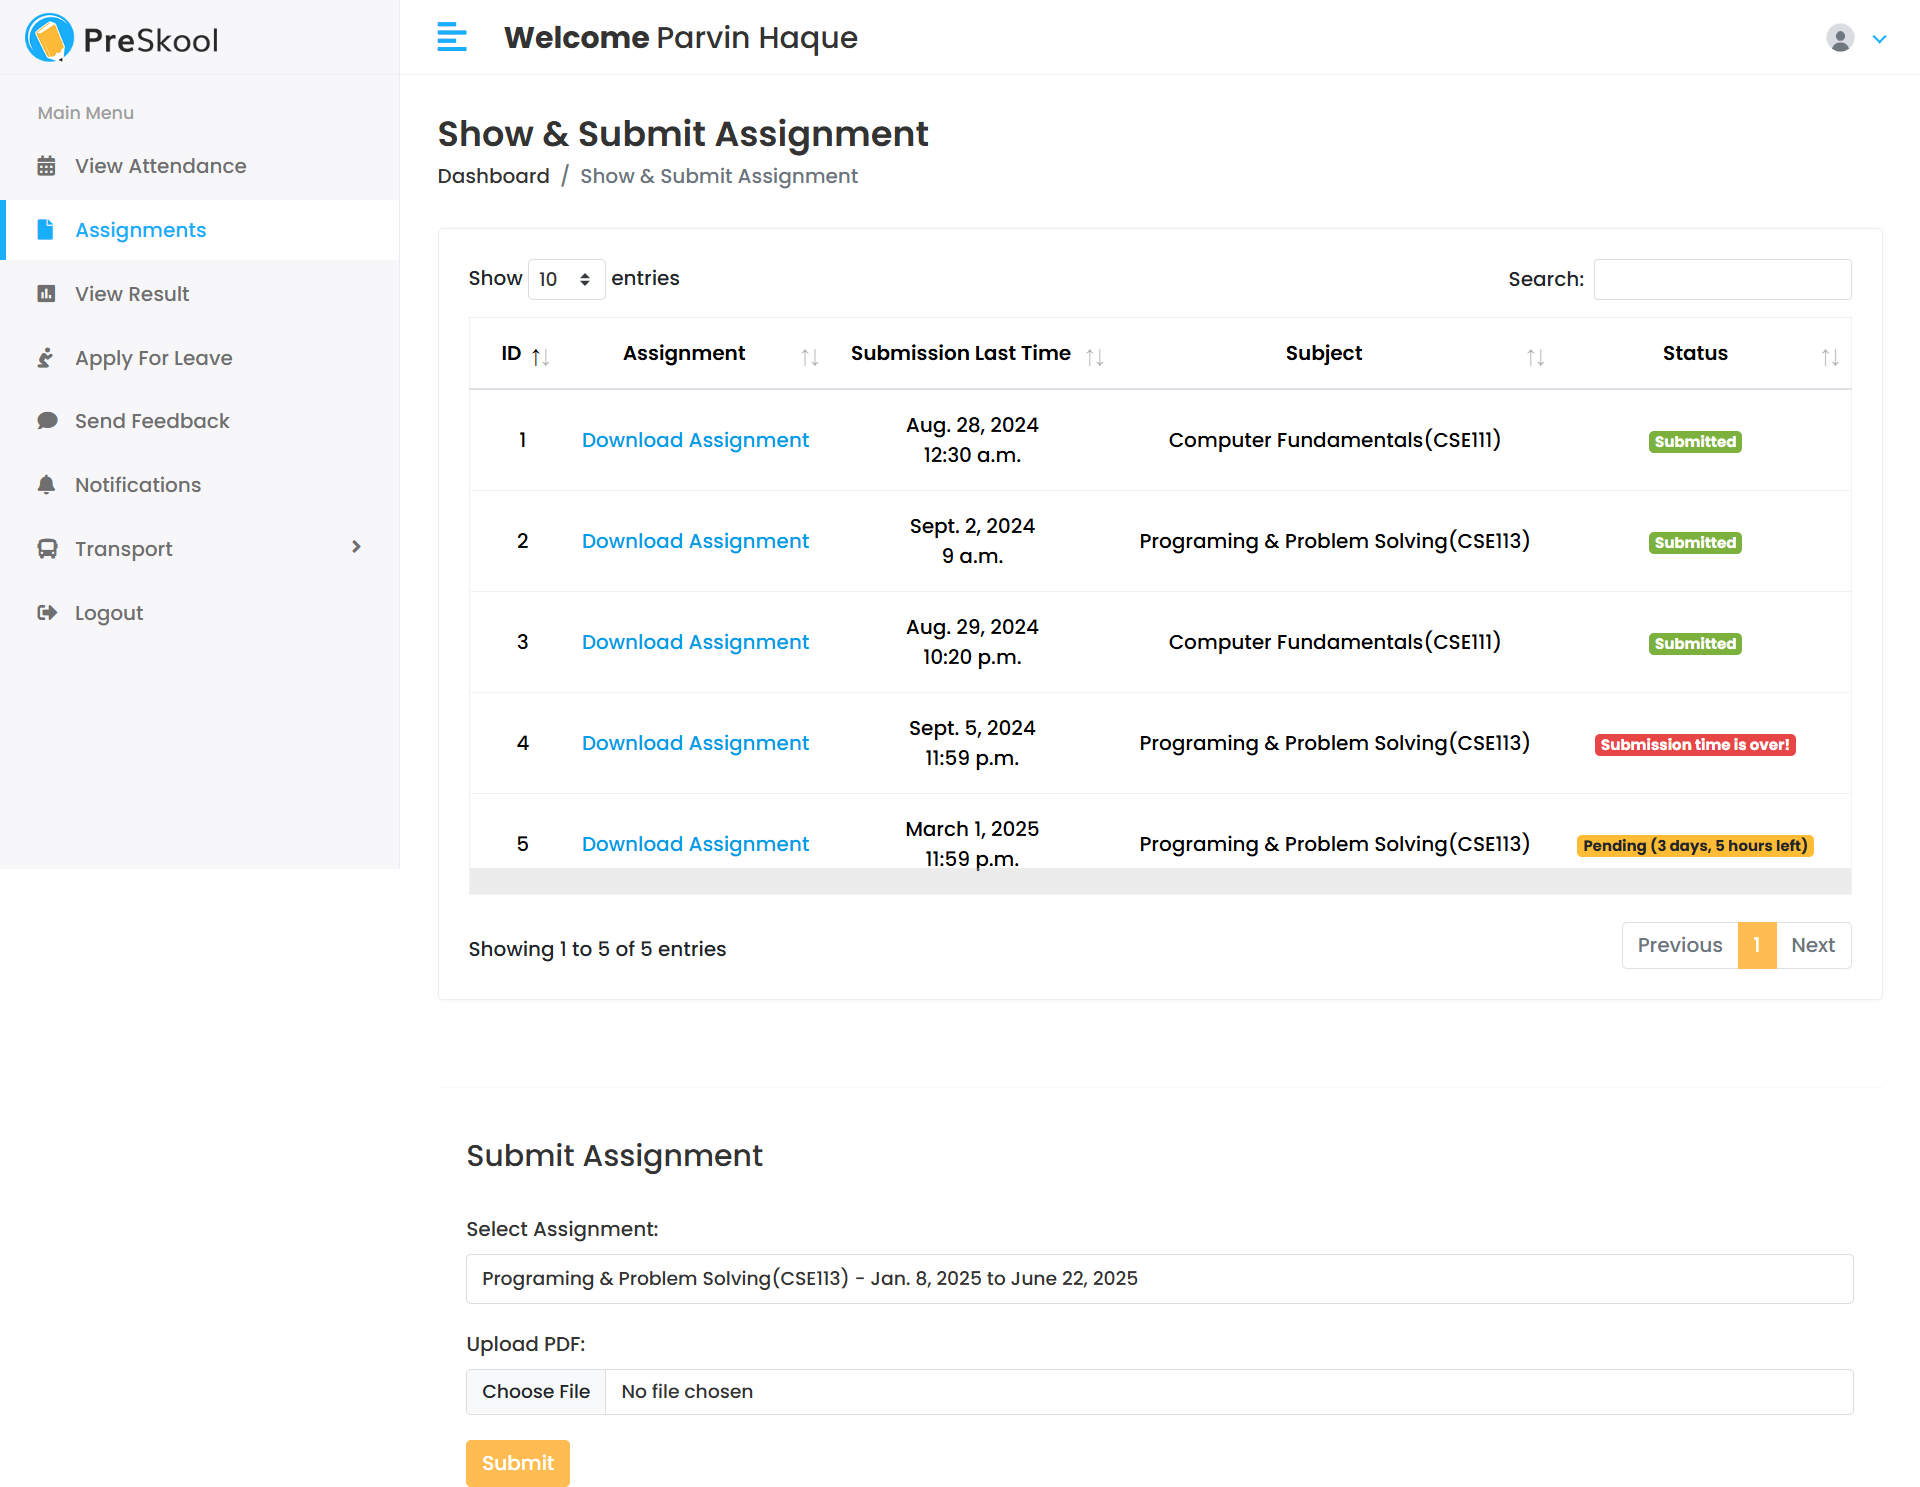 PreSkool
Welcome Parvin Haque
Main Menu
View Attendance
Assignments
View Result
Apply For Leave
Send Feedback
Notifications
Transport
Logout
Show & Submit Assignment
Dashboard / Show & Submit Assignment
Show 10 entries
Search:
ID Assignment Submission Last Time Subject Status
1 Download Assignment Aug. 28, 2024 12:30 a.m. Computer Fundamentals(CSE111) Submitted
2 Download Assignment Sept. 2, 2024 9 a.m. Programing & Problem Solving(CSE113) Submitted
3 Download Assignment Aug. 29, 2024 10:20 p.m. Computer Fundamentals(CSE111) Submitted
4 Download Assignment Sept. 5, 2024 11:59 p.m. Programing & Problem Solving(CSE113) Submission time is over!
5 Download Assignment March 1, 2025 11:59 p.m. Programing & Problem Solving(CSE113) Pending (3 days, 5 hours left)
Showing 1 to 5 of 5 entries
Previous 1 Next
Submit Assignment
Select Assignment:
Programing & Problem Solving(CSE113) - Jan. 8, 2025 to June 22, 2025
Upload PDF:
Choose File No file chosen
Submit